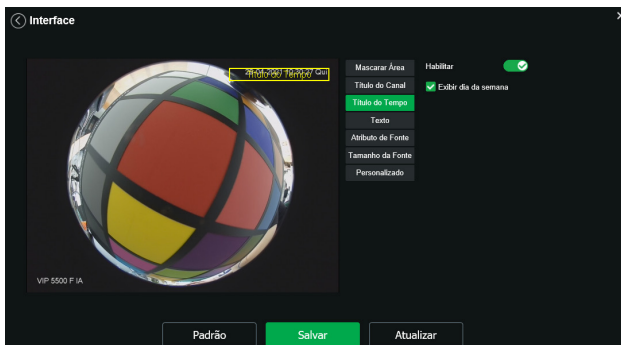 Interface
Título do Tempo
Qui
VIP 5500 F IA
Mascarar Área
Título do Canal
Título do Tempo
Texto
Atributo de Fonte
Tamanho da Fonte
Personalizado
Habilitar
Exibir dia da semana
Padrão
Salvar
Atualizar